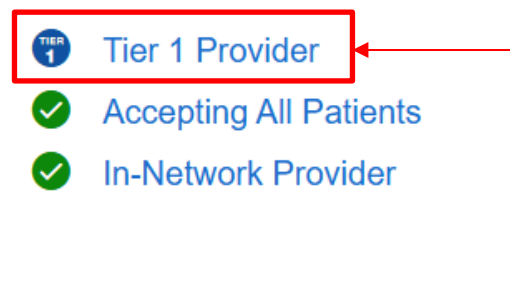 TIER 1 Tier 1 Provider
Accepting All Patients
In-Network Provider